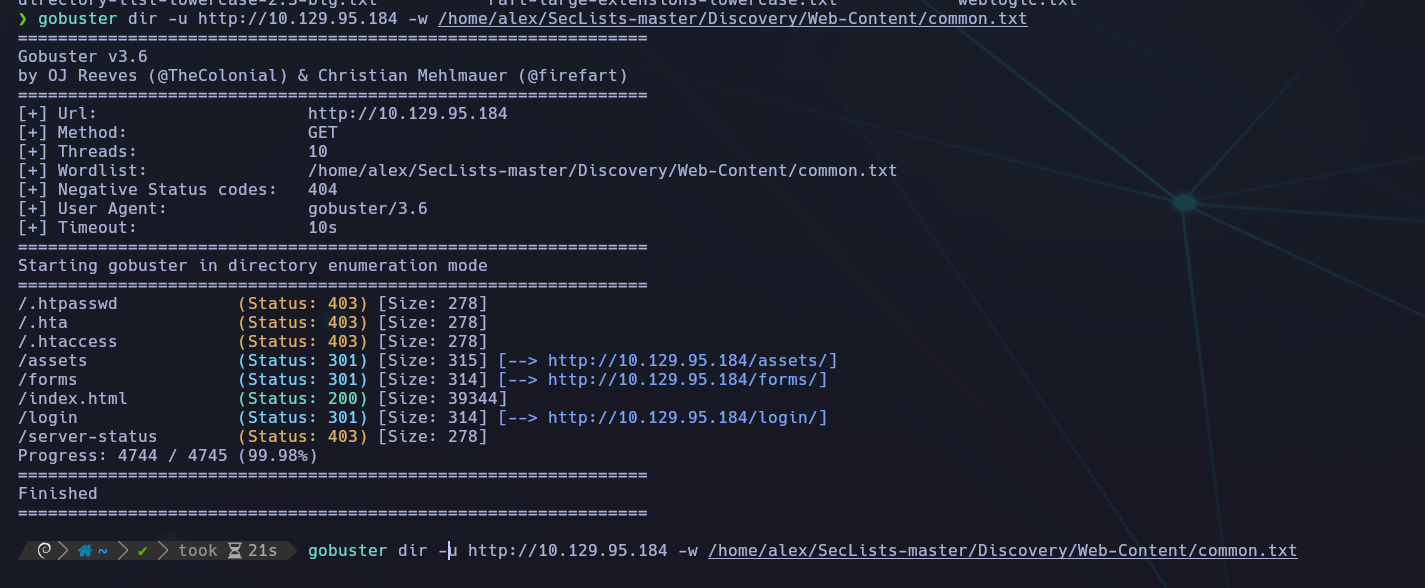 directory-list-lowercase-2.3-big.txt raft-large-extensions-lowercase.txt weblogic.txt
❯ gobuster dir -u http://10.129.95.184 -w /home/alex/SecLists-master/Discovery/Web-Content/common.txt
===============================================================
Gobuster v3.6
by OJ Reeves (@TheColonial) & Christian Mehlmauer (@firefart)
===============================================================
[+] Url: http://10.129.95.184
[+] Method: GET
[+] Threads: 10
[+] Wordlist: /home/alex/SecLists-master/Discovery/Web-Content/common.txt
[+] Negative Status codes: 404
[+] User Agent: gobuster/3.6
[+] Timeout: 10s
===============================================================
Starting gobuster in directory enumeration mode
===============================================================
/.htpasswd (Status: 403) [Size: 278]
/.hta (Status: 403) [Size: 278]
/.htaccess (Status: 403) [Size: 278]
/assets (Status: 301) [Size: 315] [--> http://10.129.95.184/assets/]
/forms (Status: 301) [Size: 314] [--> http://10.129.95.184/forms/]
/index.html (Status: 200) [Size: 39344]
/login (Status: 301) [Size: 314] [--> http://10.129.95.184/login/]
/server-status (Status: 403) [Size: 278]
Progress: 4744 / 4745 (99.98%)
===============================================================
Finished
===============================================================
~ ✔ took 21s gobuster dir -u http://10.129.95.184 -w /home/alex/SecLists-master/Discovery/Web-Content/common.txt